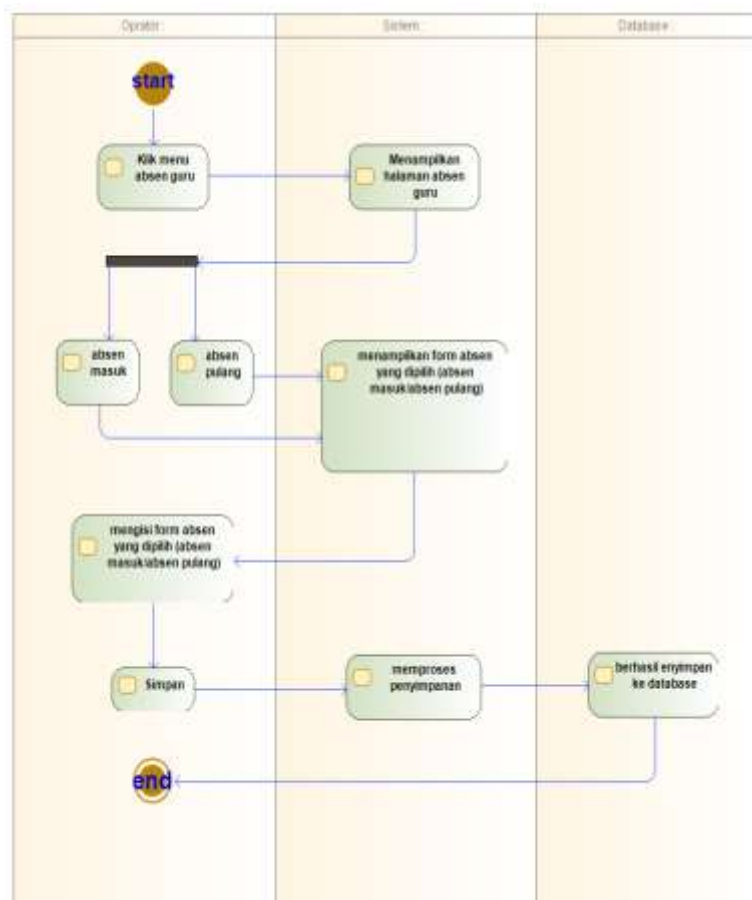 Oprator
Sistem
Database
start
Klik menu
absen guru
Menampilkan
halaman absen
guru
absen
masuk
absen
pulang
menampilkan form absen
yang dipilih (absen
masuk/absen pulang)
mengisi form absen
yang dipilih (absen
masuk/absen pulang)
Simpan
memproses
penyimpanan
berhasil enyimpan
ke database
end